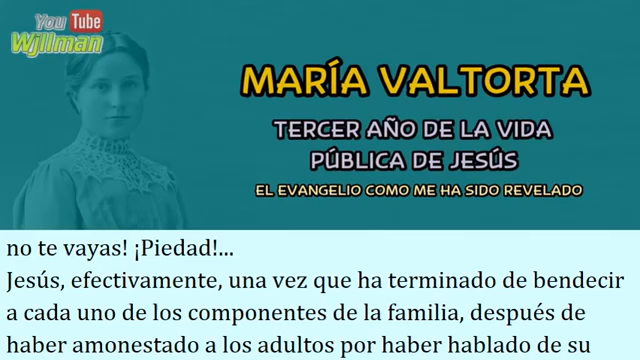 You Tube
Wjllman
MARÍA VALTORTA
TERCER AÑO DE LA VIDA
PÚBLICA DE JESÚS
EL EVANGELIO COMO ME HA SIDO REVELADO
no te vayas! ¡Piedad!...
Jesús, efectivamente, una vez que ha terminado de bendecir
a cada uno de los componentes de la familia, después de
haber amonestado a los adultos por haber hablado de su